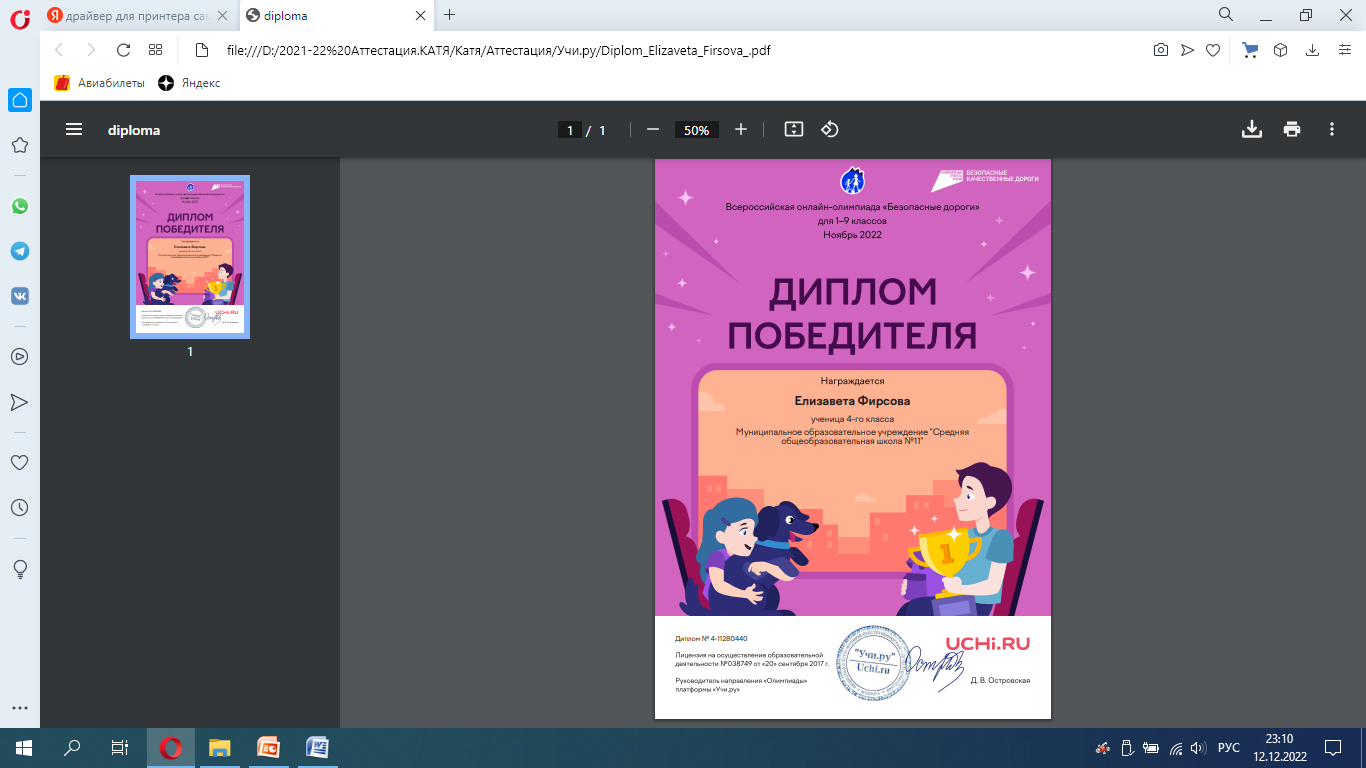 драйвер для принтера сам
diploma
file:///D:/2021-22%20Аттестация.КАТЯ/Катя/Аттестация/Учи.ру/Diplom_Elizaveta_Firsova_.pdf
Авиабилеты
Яндекс
diploma
1 / 1
50%
1
БЕЗОПАСНЫЕ
КАЧЕСТВЕННЫЕ ДОРОГИ
Всероссийская онлайн-олимпиада «Безопасные дороги»
для 1–9 классов
Ноябрь 2022
ДИПЛОМ
ПОБЕДИТЕЛЯ
Награждается
Елизавета Фирсова
ученица 4-го класса
Муниципальное образовательное учреждение "Средняя
общеобразовательная школа №11"
1
Диплом № 4-11280440
Лицензия на осуществление образовательной
деятельности №038749 от «20» сентября 2017 г.
Руководитель направления «Олимпиады»
платформы «Учи.ру»
"Учи.ру"
Uchi.ru
UCHi.RU
Д. В. Островская
РУС
23:10
12.12.2022